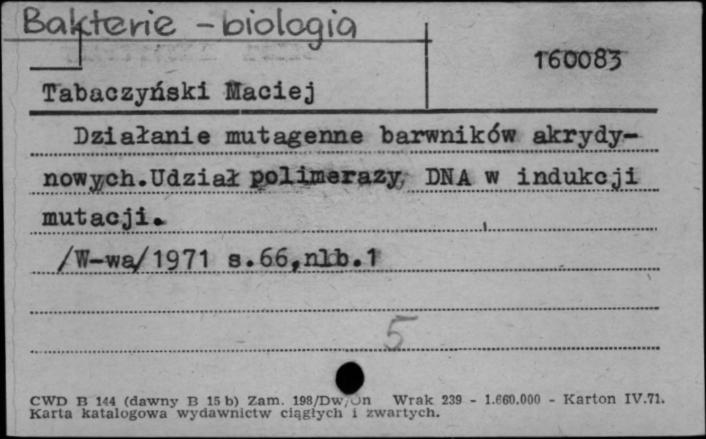 Bakterie - biologia
T60083
Tabaczyński Maciej
Działanie mutagenne barwników akrydy-
nowych.Udział polimerazy DNA w indukcji
mutacji.
/W-wa/1971 s.66,nlb.1
5
CWD B 144 (dawny B 15 b) Zam. 198/Dw/Un Wrak 239 - 1.660.000 - Karton IV.71.
Karta katalogowa wydawnictw ciągłych i zwartych.